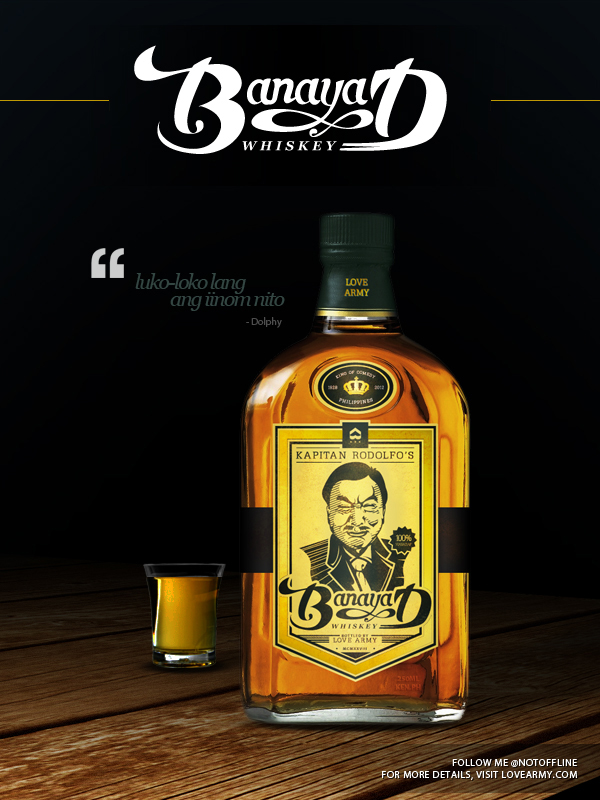 BanayaD
WHISKEY
“
luko-loko lang
ang iinom nito
- Dolphy
LOVE
ARMY
KING OF COMEDY
1928 2012
PHILIPPINES
KAPITAN RODOLFO'S
100%
BanayaD
WHISKEY
BOTTLED BY
LOVE ARMY
FOLLOW ME @NOTOFFLINE
FOR MORE DETAILS, VISIT LOVEARMY.COM